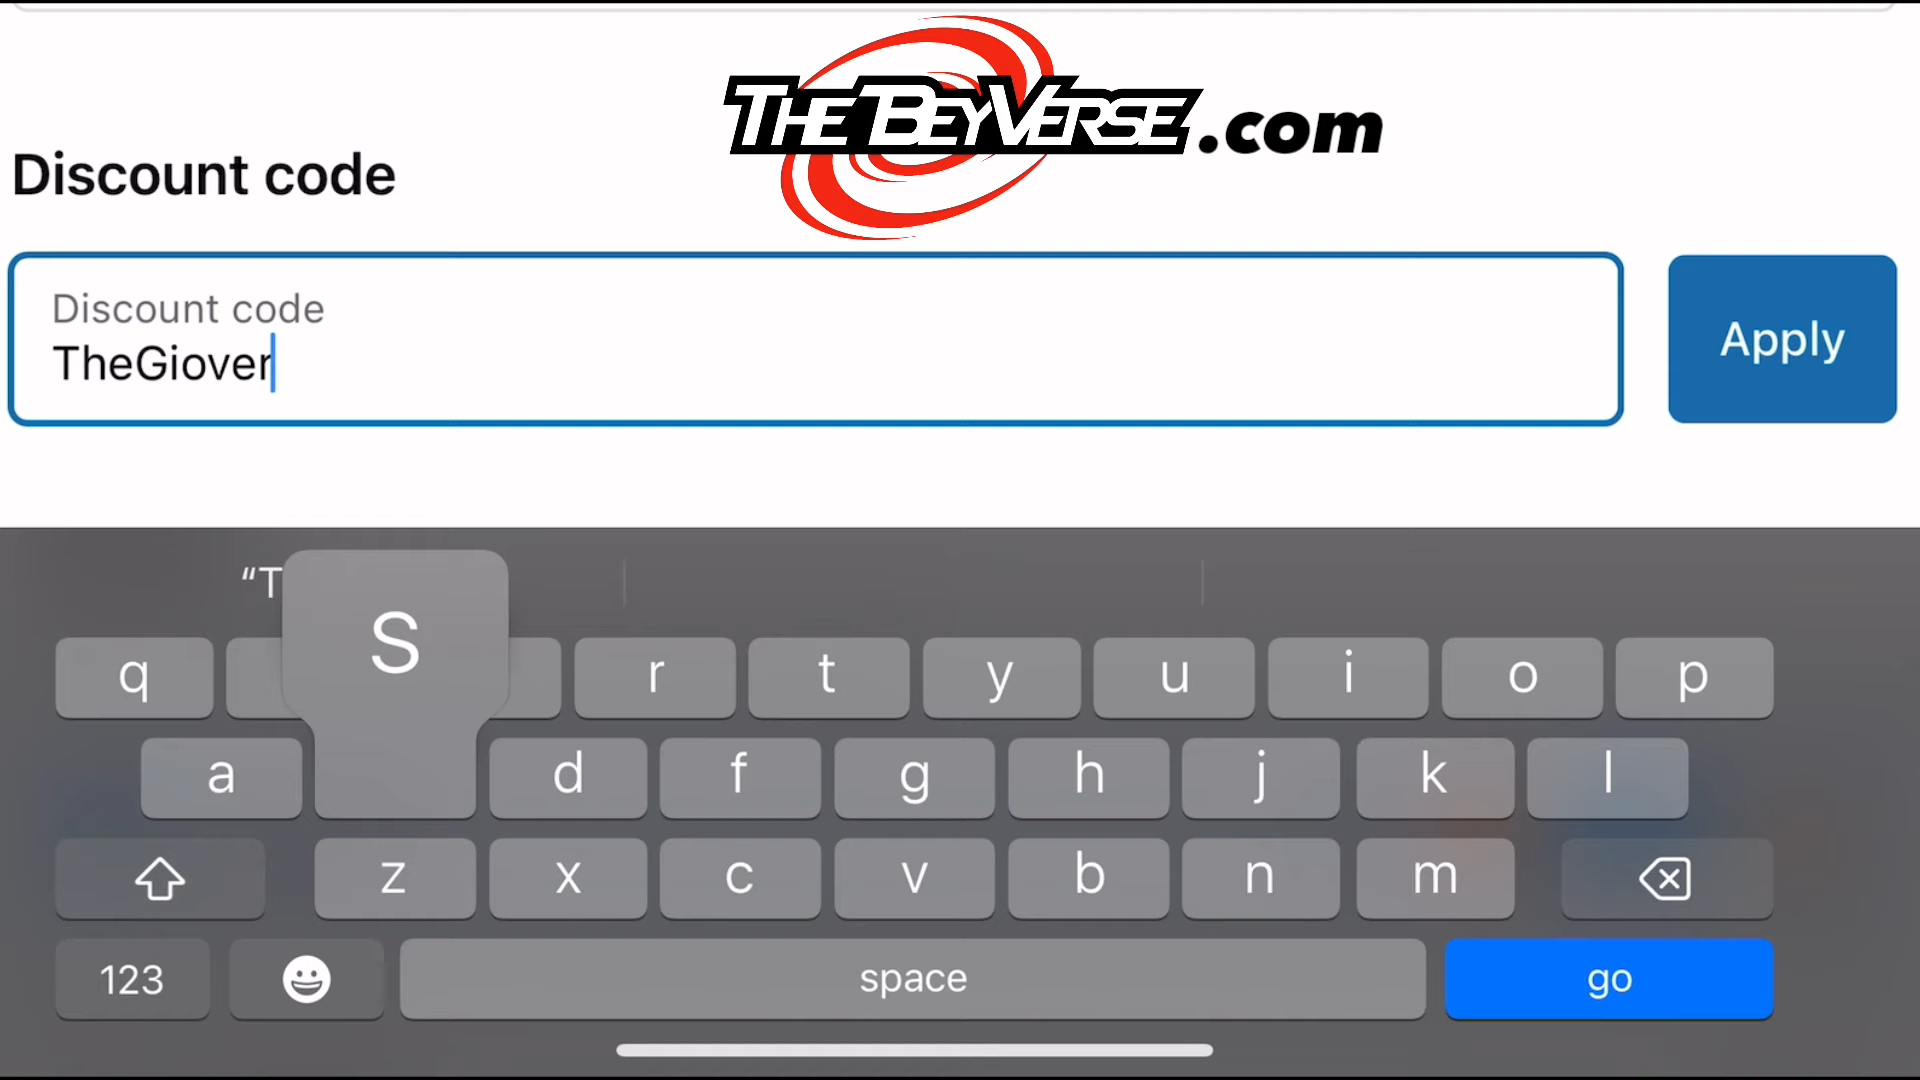 THE BEYVERSE.com
Discount code
Discount code
TheGiover
Apply
“T
S
q r t y u i o p
a d f g h j k l
z x c v b n m
123 space go